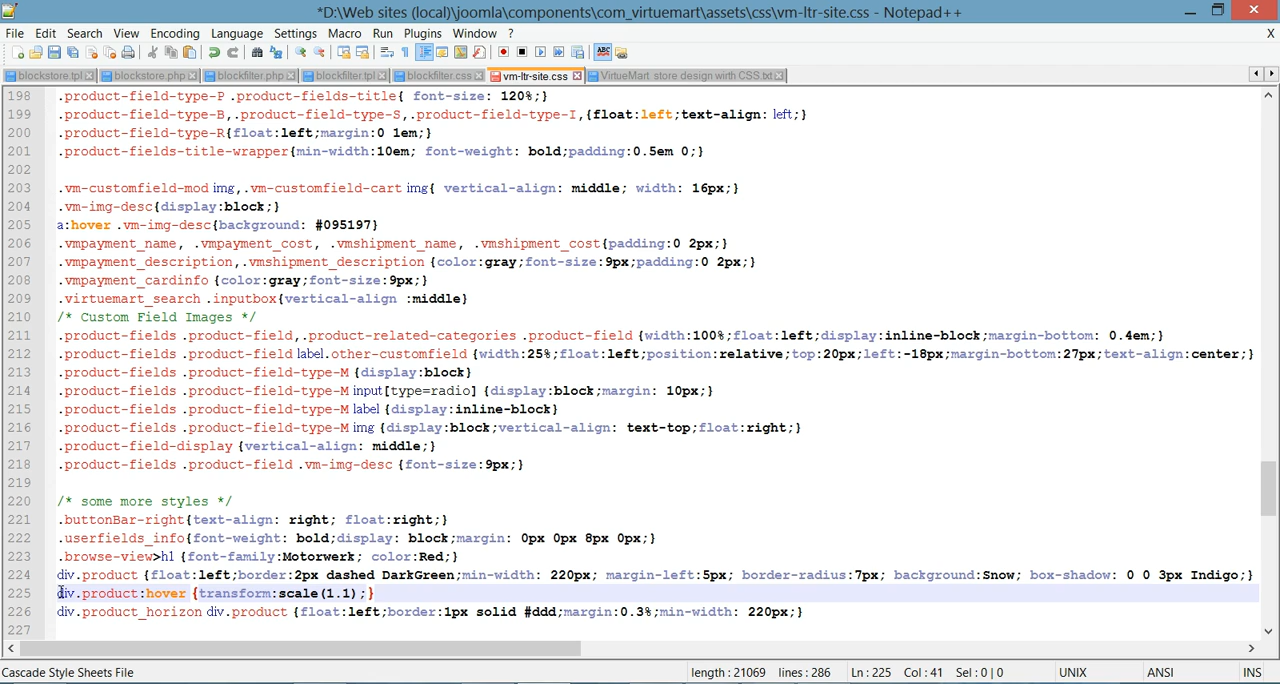 *D:\Web sites (local)\joomla\components\com_virtuemart\assets\css\vm-ltr-site.css - Notepad++
File Edit Search View Encoding Language Settings Macro Run Plugins Window ? X
blockstore.tpl blockstore.php blockfilter.php blockfilter.tpl blockfilter.css vm-ltr-site.css VirtueMart store design with CSS.txt
198 .product-field-type-P .product-fields-title{ font-size: 120%;}
199 .product-field-type-B,.product-field-type-S,.product-field-type-I,{float:left;text-align: left;}
200 .product-field-type-R{float:left;margin:0 1em;}
201 .product-fields-title-wrapper{min-width:10em; font-weight: bold;padding:0.5em 0;}
202
203 .vm-customfield-mod img,.vm-customfield-cart img{ vertical-align: middle; width: 16px;}
204 .vm-img-desc{display:block;}
205 a:hover .vm-img-desc{background: #095197}
206 .vmpayment_name, .vmpayment_cost, .vmshipment_name, .vmshipment_cost{padding:0 2px;}
207 .vmpayment_description,.vmshipment_description {color:gray;font-size:9px;padding:0 2px;}
208 .vmpayment_cardinfo {color:gray;font-size:9px;}
209 .virtuemart_search .inputbox{vertical-align :middle}
210 /* Custom Field Images */
211 .product-fields .product-field,.product-related-categories .product-field {width:100%;float:left;display:inline-block;margin-bottom: 0.4em;}
212 .product-fields .product-field label.other-customfield {width:25%;float:left;position:relative;top:20px;left:-18px;margin-bottom:27px;text-align:center;}
213 .product-fields .product-field-type-M {display:block}
214 .product-fields .product-field-type-M input[type=radio] {display:block;margin: 10px;}
215 .product-fields .product-field-type-M label {display:inline-block}
216 .product-fields .product-field-type-M img {display:block;vertical-align: text-top;float:right;}
217 .product-field-display {vertical-align: middle;}
218 .product-fields .product-field .vm-img-desc {font-size:9px;}
219
220 /* some more styles */
221 .buttonBar-right{text-align: right; float:right;}
222 .userfields_info{font-weight: bold;display: block;margin: 0px 0px 8px 0px;}
223 .browse-view>h1 {font-family:Motorwerk; color:Red;}
224 div.product {float:left;border:2px dashed DarkGreen;min-width: 220px; margin-left:5px; border-radius:7px; background:Snow; box-shadow: 0 0 3px Indigo;}
225 div.product:hover {transform:scale(1.1);}
226 div.product_horizon div.product {float:left;border:1px solid #ddd;margin:0.3%;min-width: 220px;}
227
Cascade Style Sheets File length : 21069 lines : 286 Ln : 225 Col : 41 Sel : 0 | 0 UNIX ANSI INS